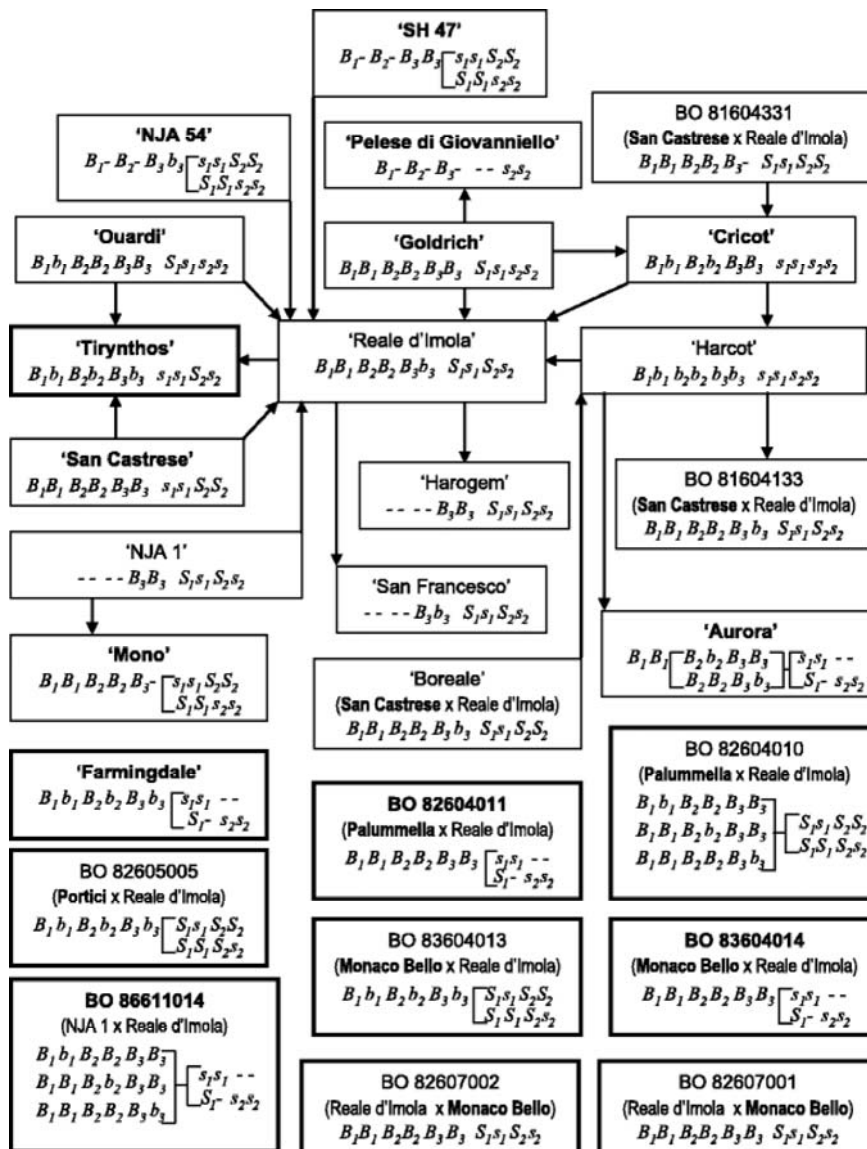 ‘SH 47’
B₁- B₂- B₃B₃ s₁s₁ S₂S₂
S₁S₁ s₂s₂
BO 81604331
(San Castrese x Reale d’Imola)
B₁B₁ B₂B₂ B₃- S₁s₁ S₂S₂
‘NJA 54’
B₁- B₂- B₃b₃ s₁s₁ S₂S₂
S₁S₁ s₂s₂
‘Pelese di Giovanniello’
B₁- B₂- B₃- -- s₂s₂
‘Ouardi’
B₁b₁ B₂B₂ B₃B₃ S₁s₁ s₂s₂
‘Goldrich’
B₁B₁ B₂B₂ B₃B₃ S₁s₁ s₂s₂
‘Cricot’
B₁b₁ B₂b₂ B₃B₃ s₁s₁ s₂s₂
‘Tirynthos’
B₁b₁ B₂b₂ B₃b₃ s₁s₁ S₂s₂
‘Reale d’Imola’
B₁B₁ B₂B₂ B₃b₃ S₁s₁ S₂s₂
‘Harcot’
B₁b₁ b₂b₂ b₃b₃ s₁s₁ s₂s₂
‘San Castrese’
B₁B₁ B₂B₂ B₃B₃ s₁s₁ S₂S₂
‘Harogem’
-- -- B₃B₃ S₁s₁ S₂s₂
BO 81604133
(San Castrese x Reale d’Imola)
B₁B₁ B₂B₂ B₃b₃ S₁s₁ S₂s₂
‘NJA 1’
-- -- B₃B₃ S₁s₁ S₂s₂
‘San Francesco’
-- -- B₃b₃ S₁s₁ S₂s₂
‘Mono’
B₁B₁ B₂B₂ B₃- s₁s₁ S₂S₂
S₁S₁ s₂s₂
‘Boreale’
(San Castrese x Reale d’Imola)
B₁B₁ B₂B₂ B₃b₃ S₁s₁ S₂S₂
‘Aurora’
B₁B₁ B₂b₂ B₃B₃ s₁s₁ --
B₂B₂ B₃b₃ S₁- s₂s₂
‘Farmingdale’
B₁b₁ B₂b₂ B₃b₃ s₁s₁ --
S₁- s₂s₂
BO 82604011
(Palummella x Reale d’Imola)
B₁B₁ B₂B₂ B₃B₃ s₁s₁ --
S₁- s₂s₂
BO 82604010
(Palummella x Reale d’Imola)
B₁b₁ B₂B₂ B₃B₃ S₁s₁ S₂S₂
B₁B₁ B₂b₂ B₃B₃
B₁B₁ B₂B₂ B₃b₃ S₁S₁ S₂s₂
BO 82605005
(Portici x Reale d’Imola)
B₁b₁ B₂b₂ B₃b₃ S₁s₁ S₂S₂
S₁S₁ S₂s₂
BO 83604013
(Monaco Bello x Reale d’Imola)
B₁b₁ B₂b₂ B₃b₃ S₁s₁ S₂S₂
S₁S₁ S₂s₂
BO 83604014
(Monaco Bello x Reale d’Imola)
B₁B₁ B₂B₂ B₃B₃ s₁s₁ --
S₁- s₂s₂
BO 86611014
(NJA 1 x Reale d’Imola)
B₁b₁ B₂B₂ B₃B₃ s₁s₁ --
B₁B₁ B₂b₂ B₃B₃
B₁B₁ B₂B₂ B₃b₃ S₁- s₂s₂
BO 82607002
(Reale d’Imola x Monaco Bello)
B₁B₁ B₂B₂ B₃B₃ S₁s₁ S₂s₂
BO 82607001
(Reale d’Imola x Monaco Bello)
B₁B₁ B₂B₂ B₃B₃ S₁s₁ S₂s₂